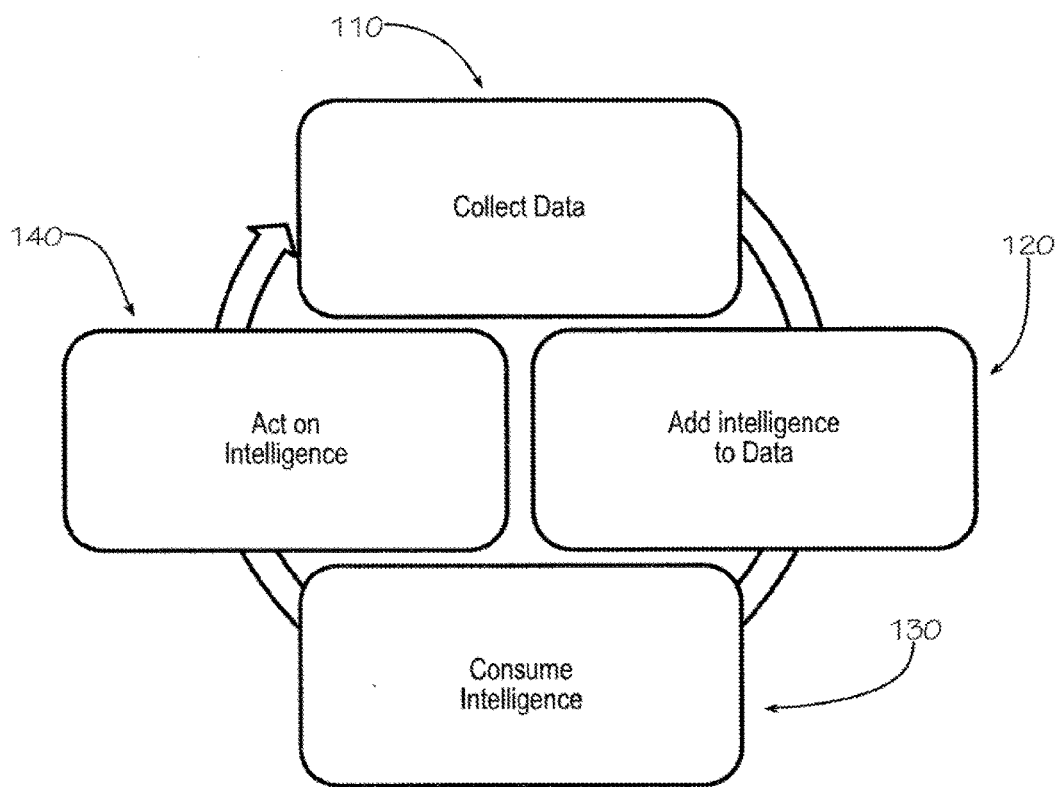 110
Collect Data
140
120
Act on
Intelligence
Add intelligence
to Data
130
Consume
Intelligence